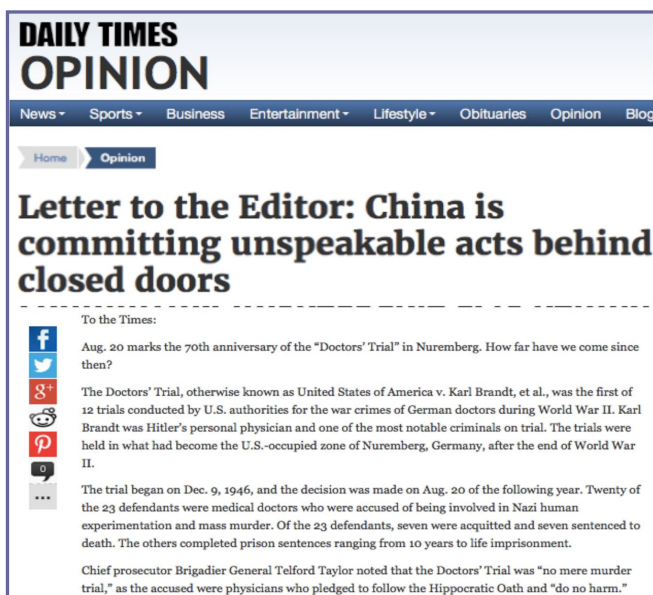 DAILY TIMES
OPINION
News Sports Business Entertainment Lifestyle Obituaries Opinion Blog
Home Opinion
Letter to the Editor: China is
committing unspeakable acts behind
closed doors
To the Times:
Aug. 20 marks the 70th anniversary of the “Doctors’ Trial” in Nuremberg. How far have we come since
then?
The Doctors’ Trial, otherwise known as United States of America v. Karl Brandt, et al., was the first of
12 trials conducted by U.S. authorities for the war crimes of German doctors during World War II. Karl
Brandt was Hitler’s personal physician and one of the most notable criminals on trial. The trials were
held in what had become the U.S.-occupied zone of Nuremberg, Germany, after the end of World War
II.
The trial began on Dec. 9, 1946, and the decision was made on Aug. 20 of the following year. Twenty of
the 23 defendants were medical doctors who were accused of being involved in Nazi human
experimentation and mass murder. Of the 23 defendants, seven were acquitted and seven sentenced to
death. The others completed prison sentences ranging from 10 years to life imprisonment.
Chief prosecutor Brigadier General Telford Taylor noted that the Doctors’ Trial was “no mere murder
trial,” as the accused were physicians who pledged to follow the Hippocratic Oath and “do no harm.”
f
g+
0
...